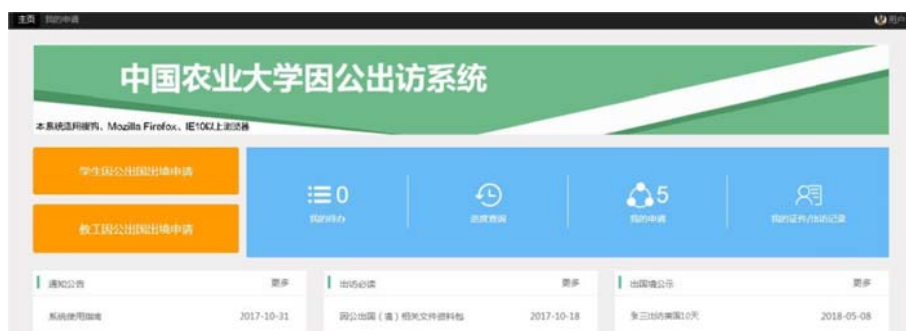 主页 我的申请 用户
中国农业大学因公出访系统
本系统适用搜狗、Mozilla Firefox、IE10以上浏览器
学生因公出国出境申请
教工因公出国出境申请
0 5
我的待办 进度查询 我的申请 我的证件/出访记录
通知公告 更多 出访必读 更多 出国境公示 更多
系统使用指南 2017-10-31 因公出国（境）相关文件资料包 2017-10-18 张三出访美国10天 2018-05-08